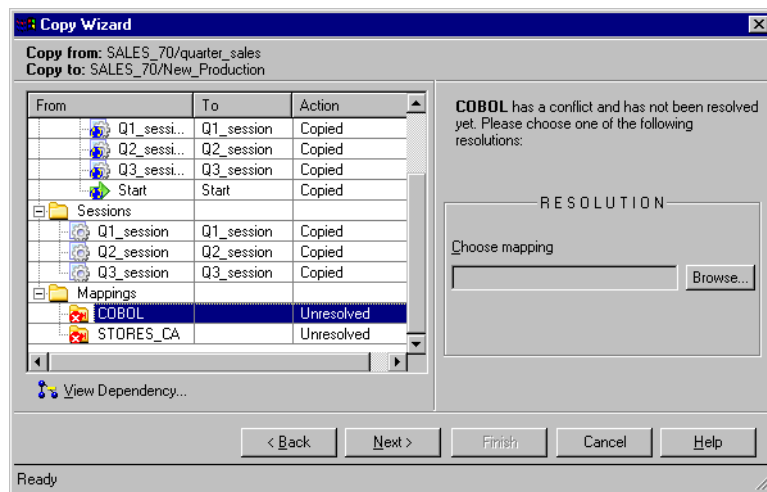 Copy Wizard
Copy from: SALES_70/quarter_sales
Copy to: SALES_70/New_Production
From To Action
Q1_sessi... Q1_session Copied
Q2_sessi... Q2_session Copied
Q3_sessi... Q3_session Copied
Start Start Copied
Sessions
Q1_session Q1_session Copied
Q2_session Q2_session Copied
Q3_session Q3_session Copied
Mappings
COBOL Unresolved
STORES_CA Unresolved
View Dependency...
COBOL has a conflict and has not been resolved
yet. Please choose one of the following
resolutions:
RESOLUTION
Choose mapping
Browse...
< Back Next > Finish Cancel Help
Ready